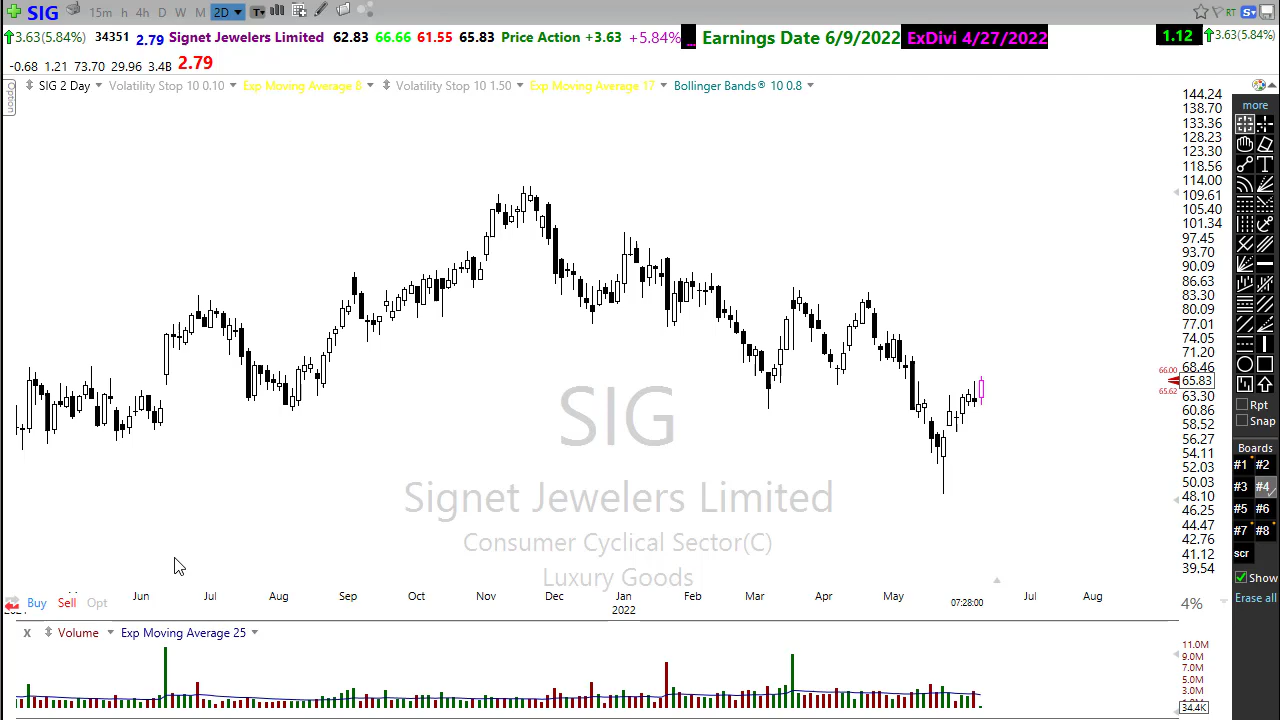 SIG 15m h 4h D W M 2D T RT S
3.63(5.84%) 34351 2.79 Signet Jewelers Limited 62.83 66.66 61.55 65.83 Price Action +3.63 +5.84% ... Earnings Date 6/9/2022 ExDivi 4/27/2022 1.12 3.63(5.84%)
-0.68 1.21 73.70 29.96 3.4B 2.79
Option
SIG 2 Day Volatility Stop 10 0.10 Exp Moving Average 8 Volatility Stop 10 1.50 Exp Moving Average 17 Bollinger Bands® 10 0.8
144.24
138.70
133.36
128.23
123.30
118.56
114.00
109.61
105.40
101.34
97.45
93.70
90.09
86.63
83.30
80.09
77.01
74.05
71.20
68.46
66.00
65.83
65.62
63.30
60.86
58.52
56.27
54.11
52.03
50.03
48.10
46.25
44.47
42.76
41.12
39.54
4%
more
T
Rpt
Snap
Boards
#1 #2
#3 #4
#5 #6
#7 #8
scr
Show
Erase all
SIG
Signet Jewelers Limited
Consumer Cyclical Sector(C)
Luxury Goods
Jun Jul Aug Sep Oct Nov Dec Jan Feb Mar Apr May 07:28:00 Jul Aug
2022
Buy Sell Opt
X Volume Exp Moving Average 25
11.0M
9.0M
7.0M
5.0M
3.0M
34.4K